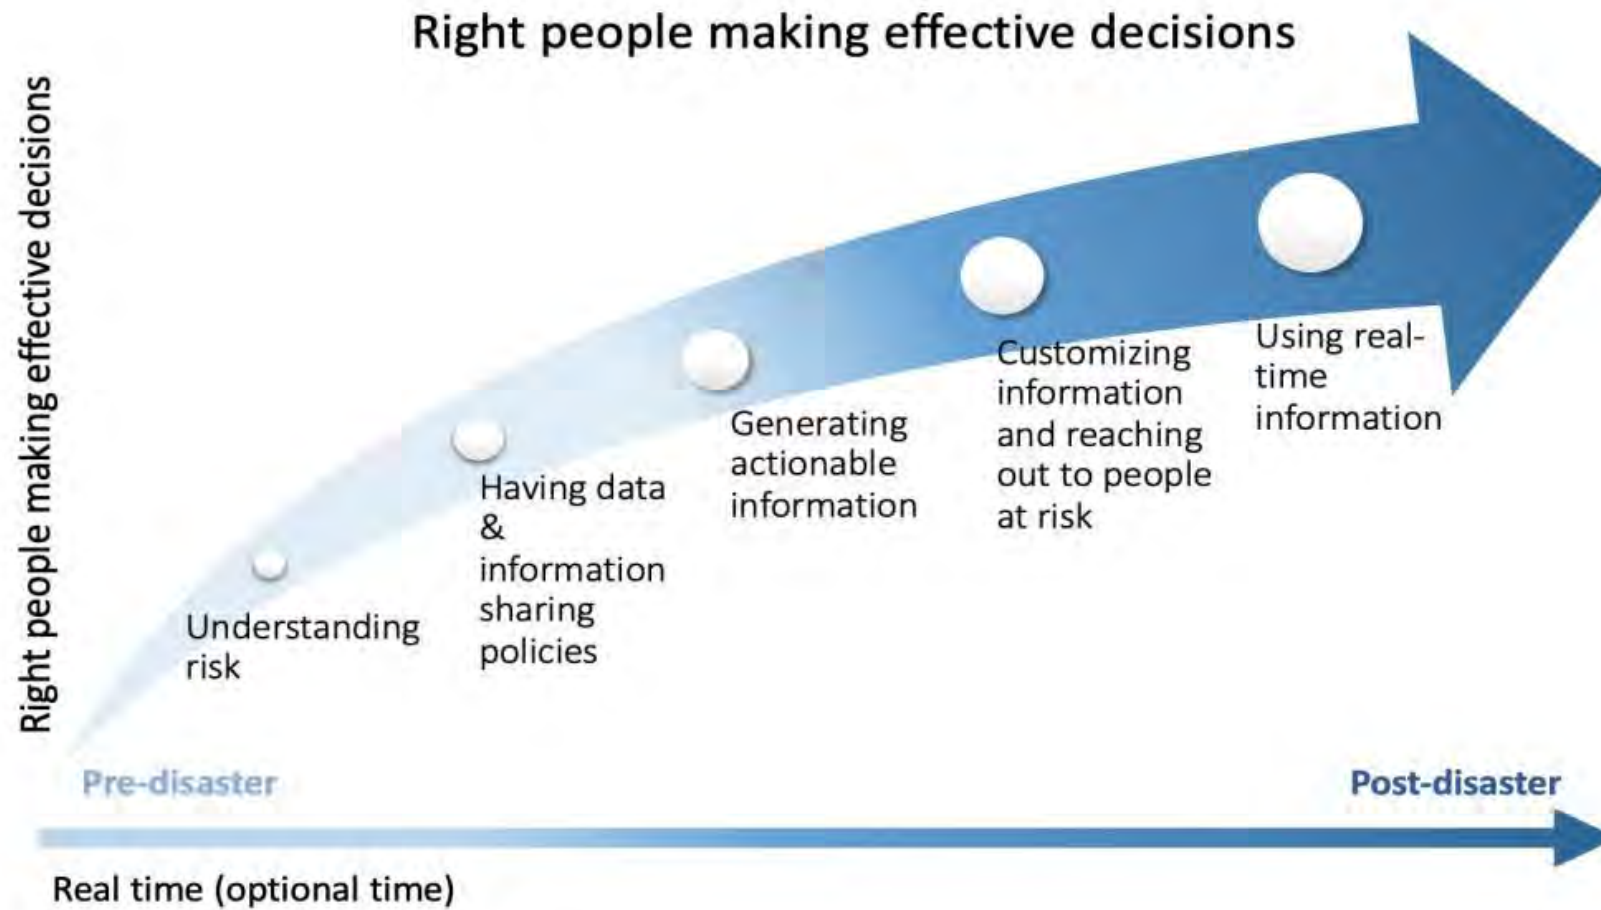 Right people making effective decisions
Right people making effective decisions
Understanding
risk
Having data
&
information
sharing
policies
Generating
actionable
information
Customizing
information
and reaching
out to people
at risk
Using real-
time
information
Pre-disaster
Post-disaster
Real time (optional time)